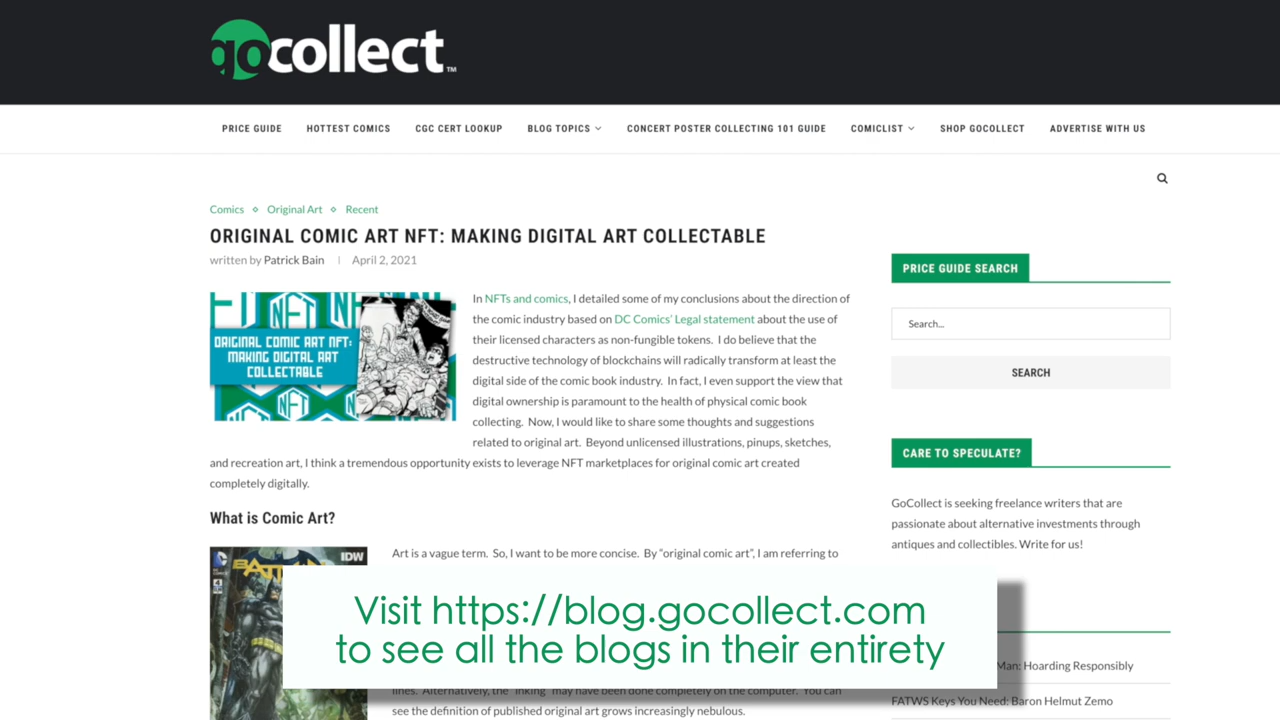 gocollect™
PRICE GUIDE
HOTTEST COMICS
CGC CERT LOOKUP
BLOG TOPICS
CONCERT POSTER COLLECTING 101 GUIDE
COMICLIST
SHOP GOCOLLECT
ADVERTISE WITH US
Comics ⋄ Original Art ⋄ Recent
ORIGINAL COMIC ART NFT: MAKING DIGITAL ART COLLECTABLE
written by Patrick Bain | April 2, 2021
NFT
ORIGINAL COMIC ART NFT:
MAKING DIGITAL ART
COLLECTABLE
NFT
In NFTs and comics, I detailed some of my conclusions about the direction of
the comic industry based on DC Comics' Legal statement about the use of
their licensed characters as non-fungible tokens. I do believe that the
destructive technology of blockchains will radically transform at least the
digital side of the comic book industry. In fact, I even support the view that
digital ownership is paramount to the health of physical comic book
collecting. Now, I would like to share some thoughts and suggestions
related to original art. Beyond unlicensed illustrations, pinups, sketches,
and recreation art, I think a tremendous opportunity exists to leverage NFT marketplaces for original comic art created
completely digitally.
What is Comic Art?
IDW
4
Art is a vague term. So, I want to be more concise. By "original comic art", I am referring to
lines. Alternatively, the "inking" may have been done completely on the computer. You can
see the definition of published original art grows increasingly nebulous.
PRICE GUIDE SEARCH
Search...
SEARCH
CARE TO SPECULATE?
GoCollect is seeking freelance writers that are
passionate about alternative investments through
antiques and collectibles. Write for us!
Man: Hoarding Responsibly
FATWS Keys You Need: Baron Helmut Zemo
Visit https://blog.gocollect.com
to see all the blogs in their entirety